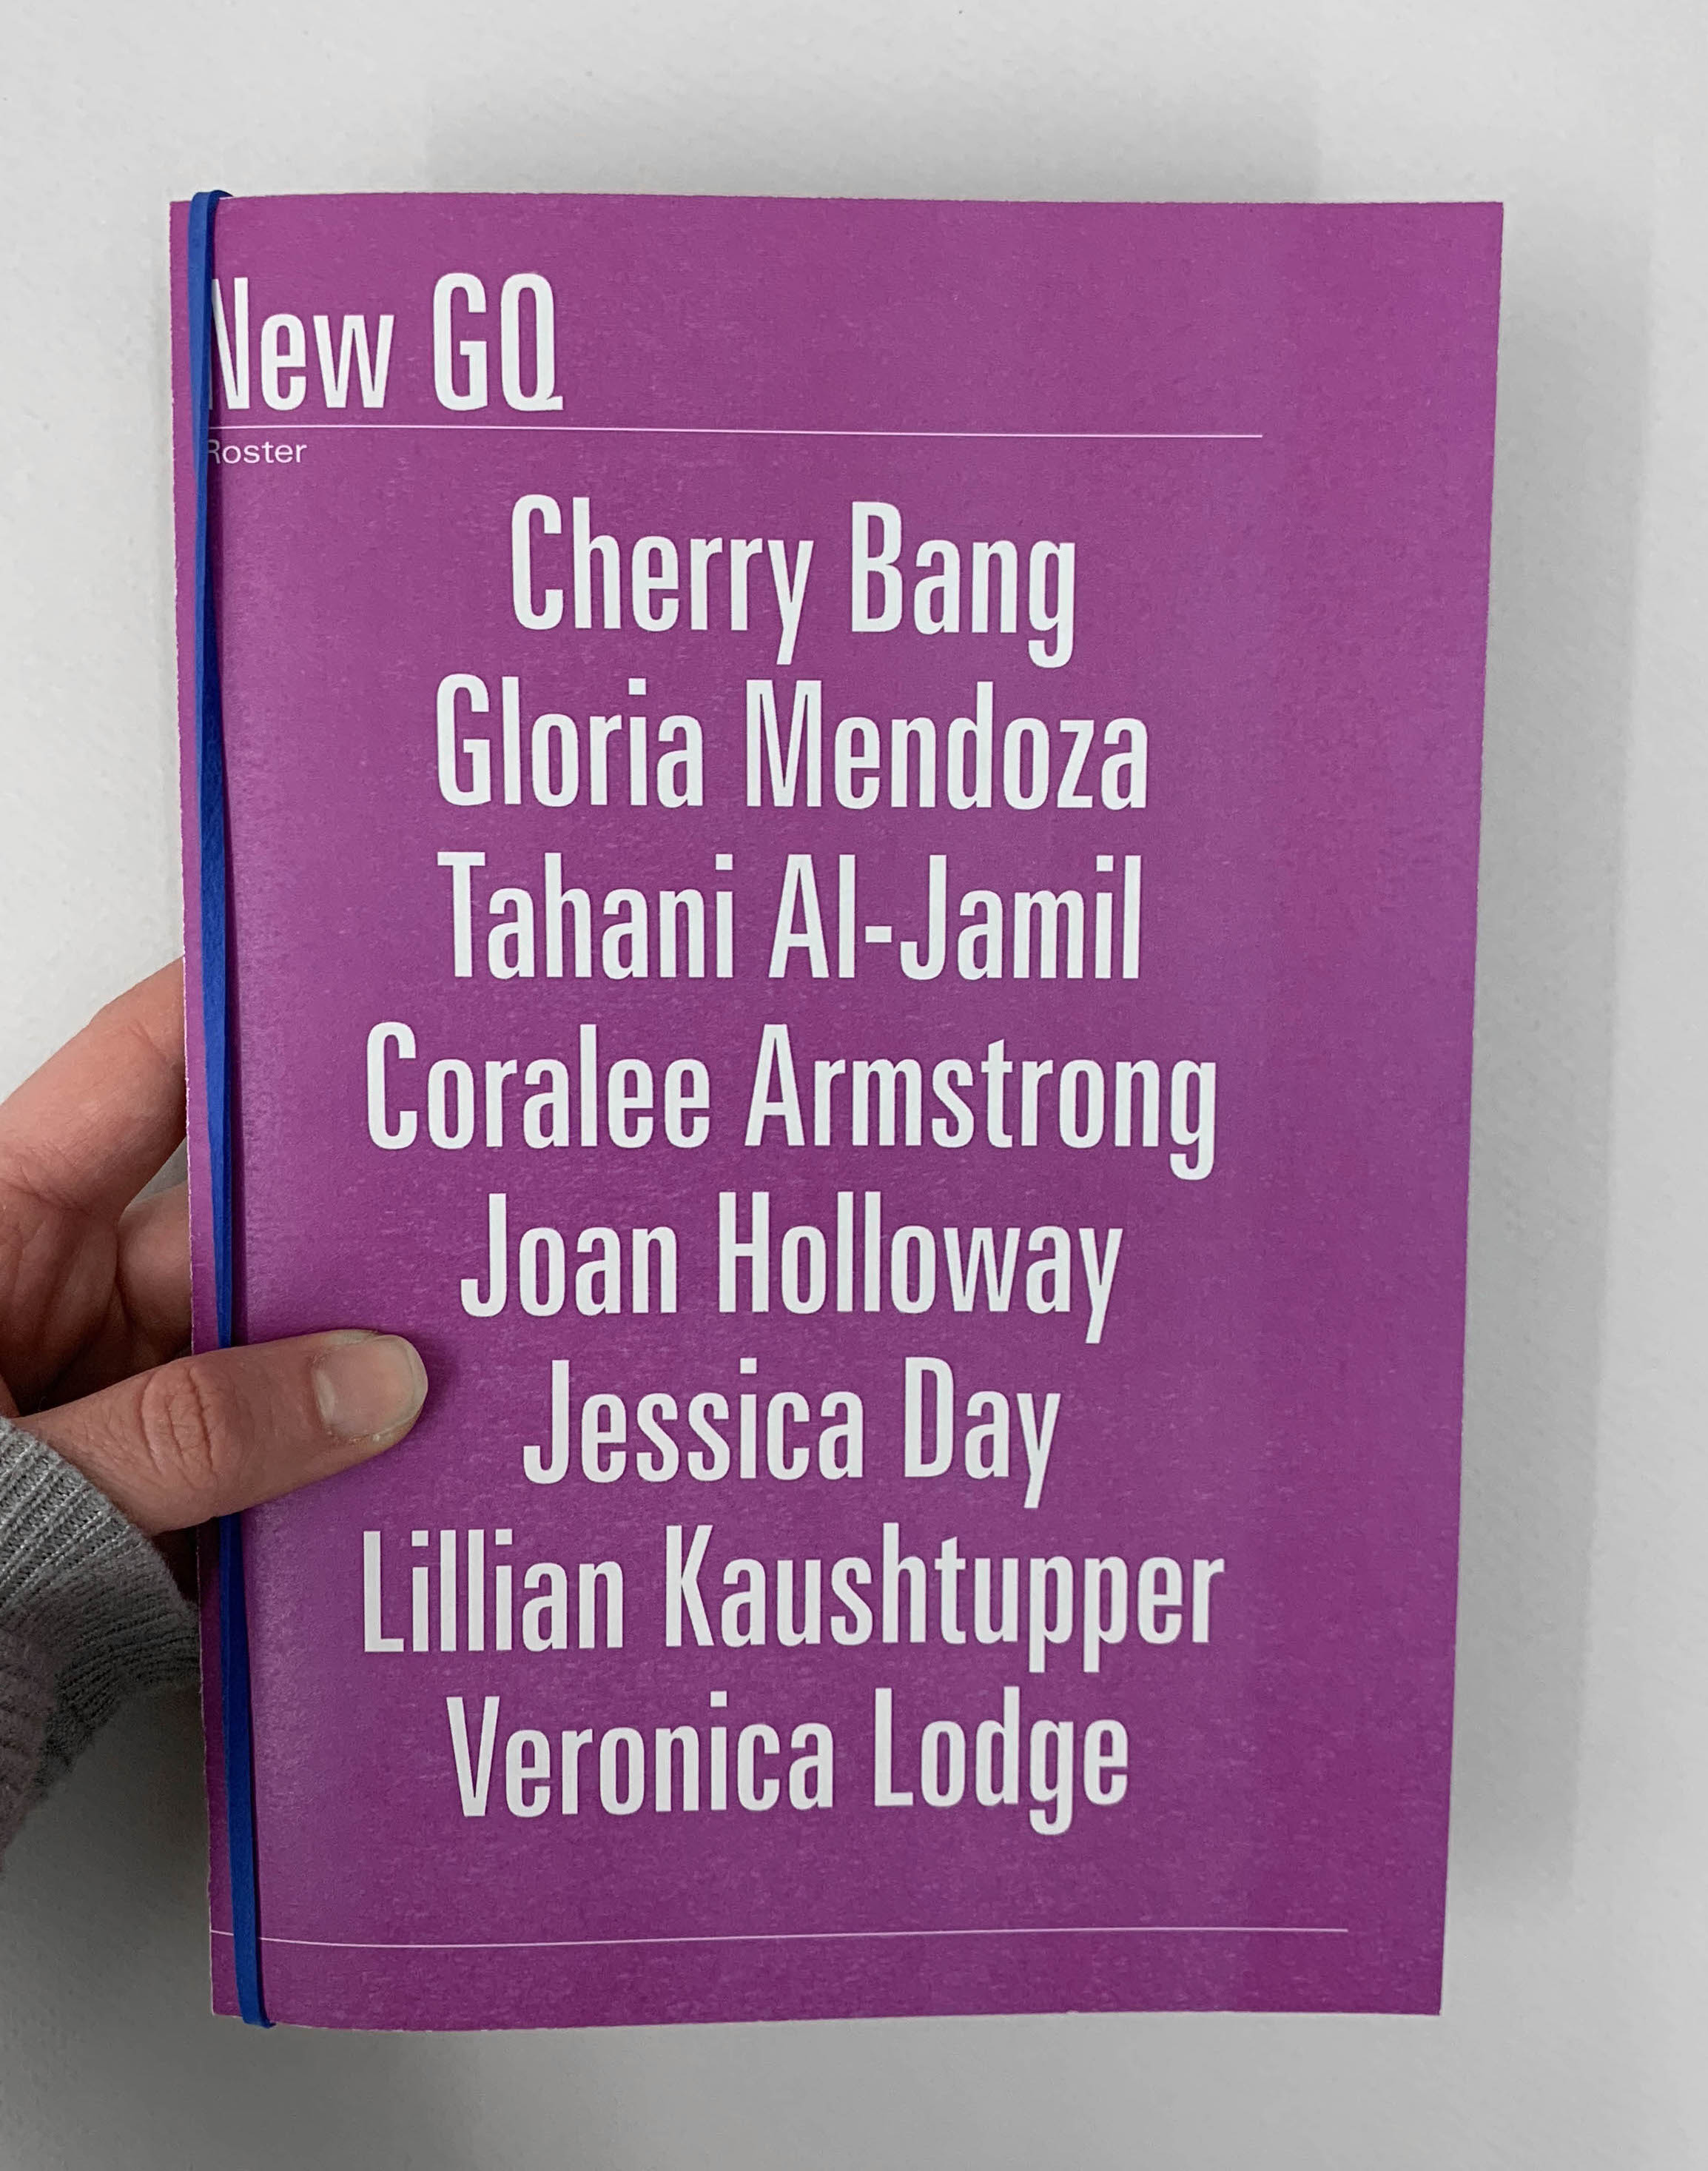 New GQ
Roster
Cherry Bang
Gloria Mendoza
Tahani Al-Jamil
Coralee Armstrong
Joan Holloway
Jessica Day
Lillian Kaushtupper
Veronica Lodge